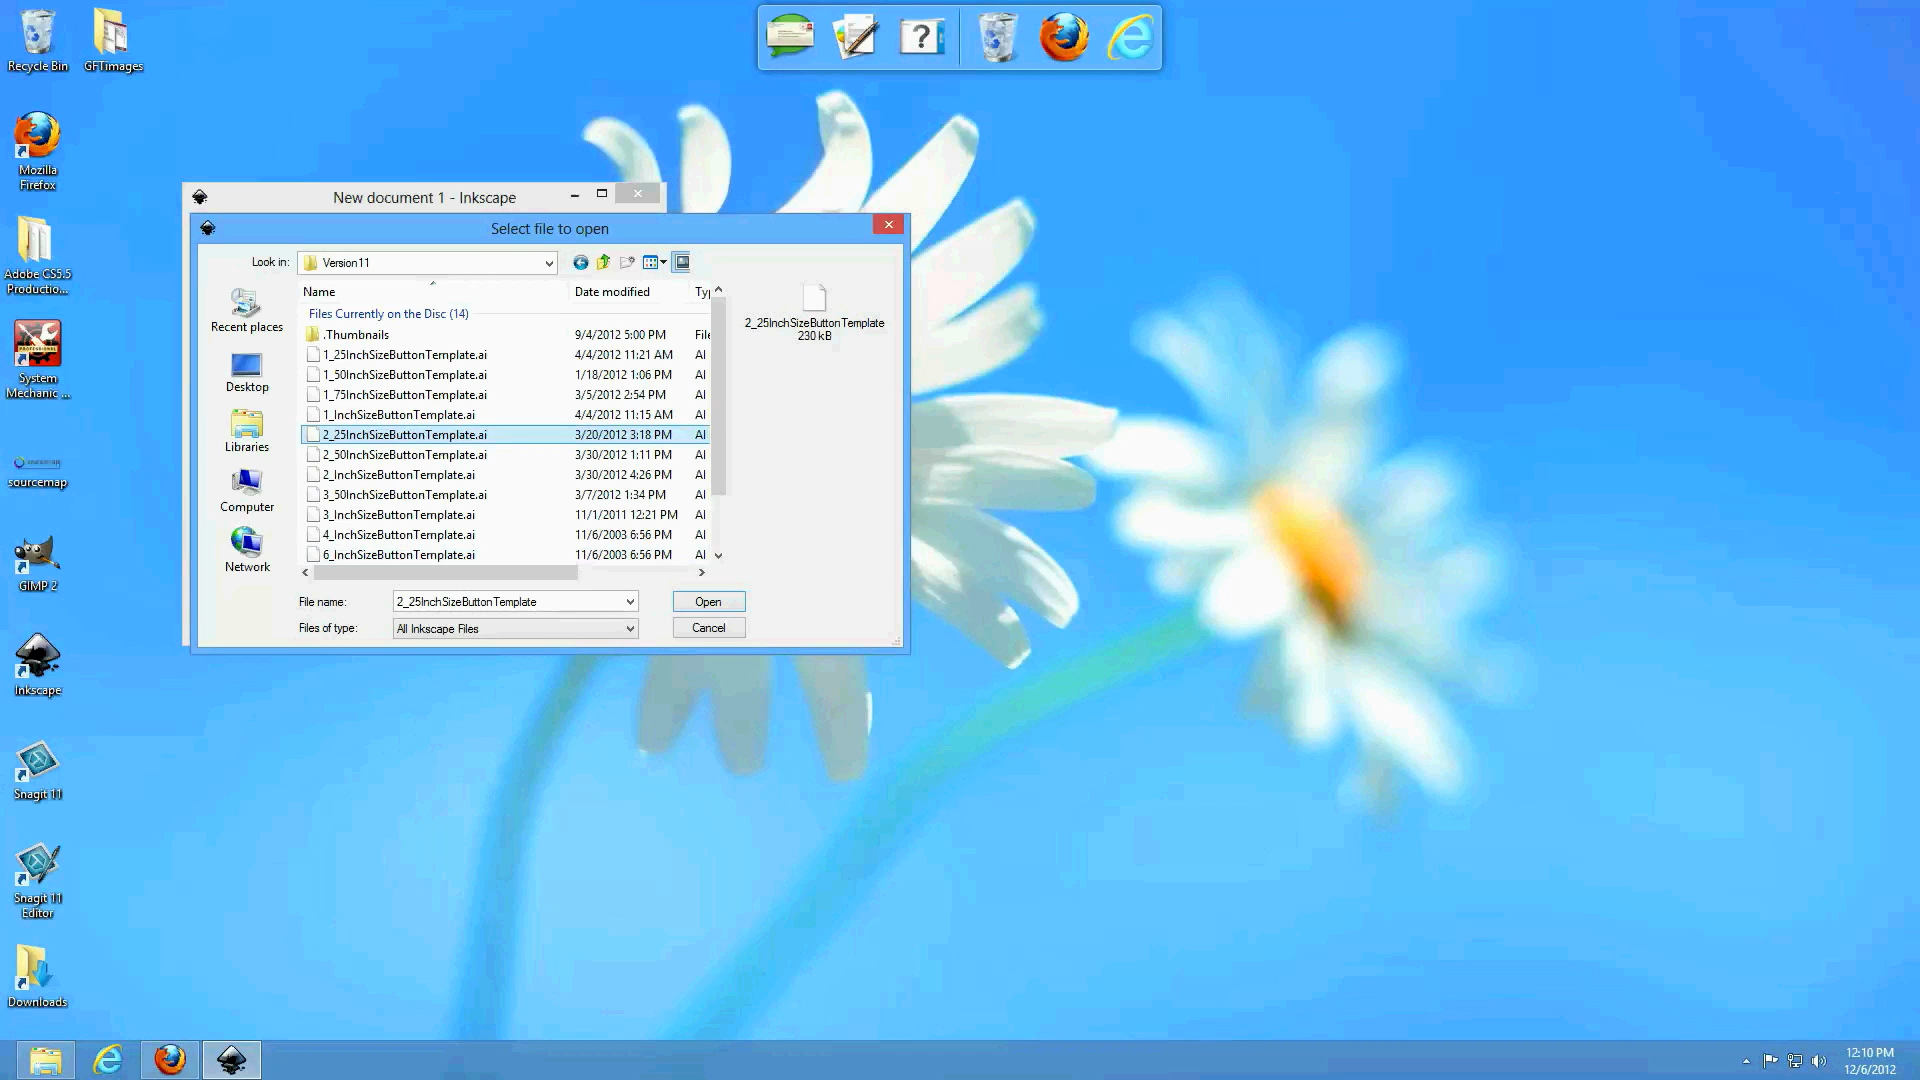 Recycle Bin
GFTimages
Mozilla
Firefox
Adobe CS5.5
Productio...
System
Mechanic ...
sourcemap
GIMP 2
Inkscape
Snagit 11
Snagit 11
Editor
Downloads
New document 1 - Inkscape
Select file to open
Look in:
Version11
Recent places
Desktop
Libraries
Computer
Network
Name Date modified Typ
Files Currently on the Disc (14)
.Thumbnails 9/4/2012 5:00 PM File
1_25InchSizeButtonTemplate.ai 4/4/2012 11:21 AM AI
1_50InchSizeButtonTemplate.ai 1/18/2012 1:06 PM AI
1_75InchSizeButtonTemplate.ai 3/5/2012 2:54 PM AI
1_InchSizeButtonTemplate.ai 4/4/2012 11:15 AM AI
2_25InchSizeButtonTemplate.ai 3/20/2012 3:18 PM AI
2_50InchSizeButtonTemplate.ai 3/30/2012 1:11 PM AI
2_InchSizeButtonTemplate.ai 3/30/2012 4:26 PM AI
3_50InchSizeButtonTemplate.ai 3/7/2012 1:34 PM AI
3_InchSizeButtonTemplate.ai 11/1/2011 12:21 PM AI
4_InchSizeButtonTemplate.ai 11/6/2003 6:56 PM AI
6_InchSizeButtonTemplate.ai 11/6/2003 6:56 PM AI
2_25InchSizeButtonTemplate
230 kB
File name: 2_25InchSizeButtonTemplate Open
Files of type: All Inkscape Files Cancel
12:10 PM
12/6/2012